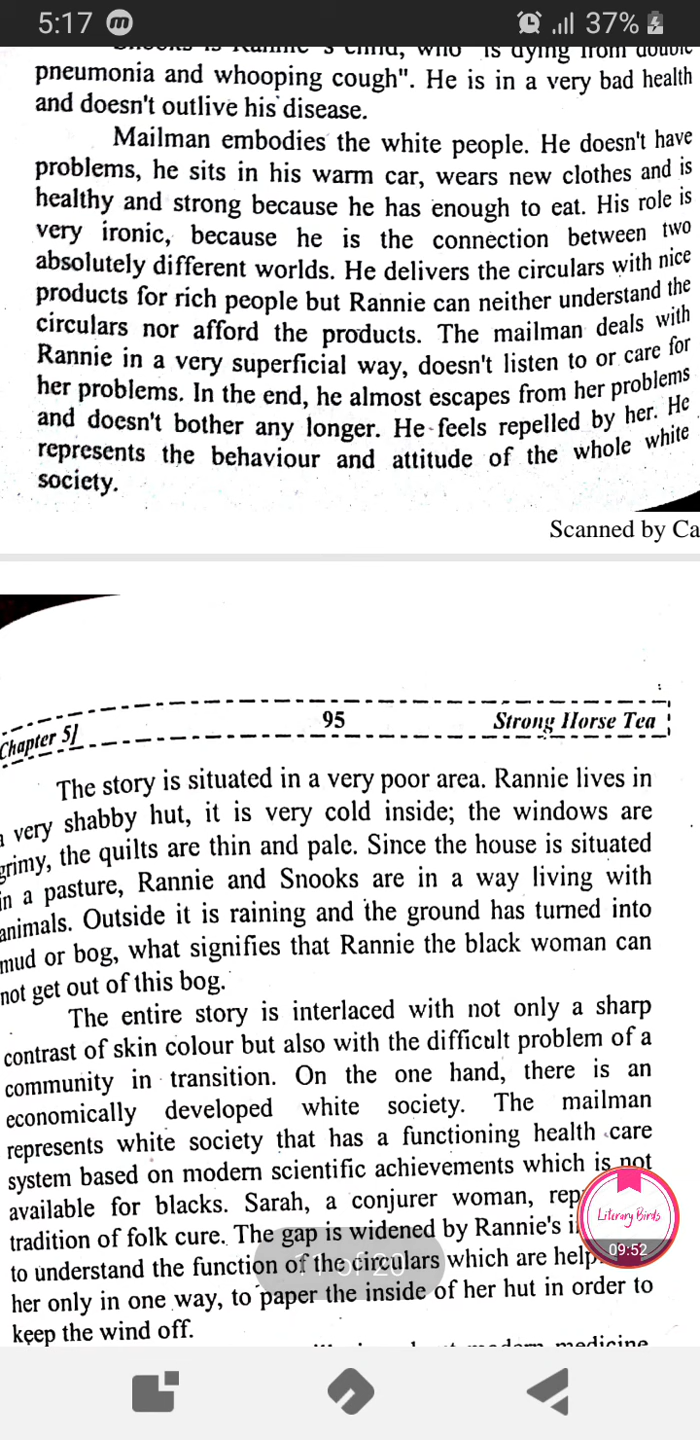 5:17 m 37%
pneumonia and whooping cough". He is in a very bad health
and doesn't outlive his disease.
Mailman embodies the white people. He doesn't have
problems, he sits in his warm car, wears new clothes and is
healthy and strong because he has enough to eat. His role is
very ironic, because he is the connection between two
absolutely different worlds. He delivers the circulars with nice
products for rich people but Rannie can neither understand the
circulars nor afford the products. The mailman deals with
Rannie in a very superficial way, doesn't listen to or care for
her problems. In the end, he almost escapes from her problems
and doesn't bother any longer. He feels repelled by her. He
represents the behaviour and attitude of the whole white
society.
Scanned by Ca
Chapter 5] 95 Strong Horse Tea
The story is situated in a very poor area. Rannie lives in
very shabby hut, it is very cold inside; the windows are
grimy, the quilts are thin and pale. Since the house is situated
in a pasture, Rannie and Snooks are in a way living with
animals. Outside it is raining and the ground has turned into
mud or bog, what signifies that Rannie the black woman can
not get out of this bog.
The entire story is interlaced with not only a sharp
contrast of skin colour but also with the difficult problem of a
community in transition. On the one hand, there is an
economically developed white society. The mailman
represents white society that has a functioning health care
system based on modern scientific achievements which is not
available for blacks. Sarah, a conjurer woman, rep
tradition of folk cure. The gap is widened by Rannie's
to understand the function of the circulars which are help
her only in one way, to paper the inside of her hut in order to
keep the wind off.
Literary Birds
09:52